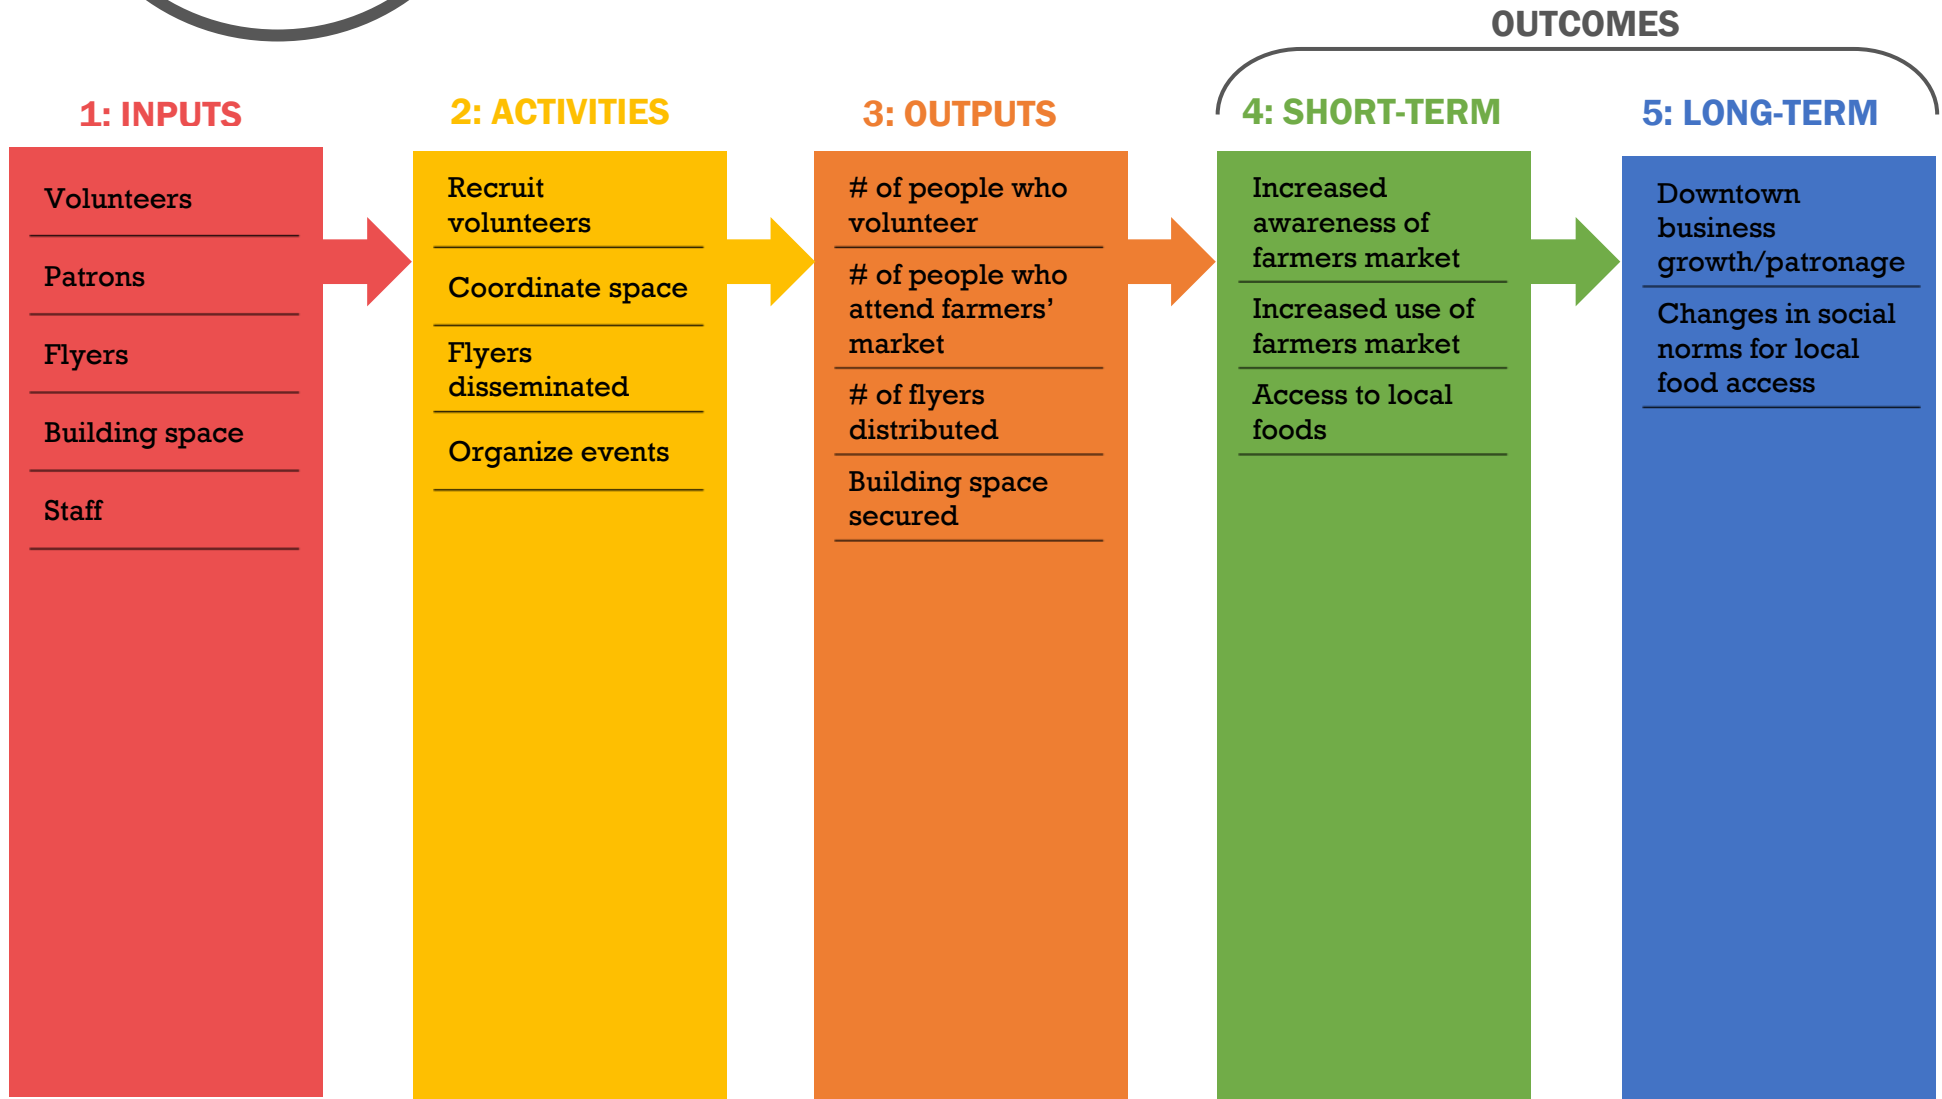 OUTCOMES
1: INPUTS
Volunteers
Patrons
Flyers
Building space
Staff
2: ACTIVITIES
Recruit
volunteers
Coordinate space
Flyers
disseminated
Organize events
3: OUTPUTS
# of people who
volunteer
# of people who
attend farmers’
market
# of flyers
distributed
Building space
secured
4: SHORT-TERM
Increased
awareness of
farmers market
Increased use of
farmers market
Access to local
foods
5: LONG-TERM
Downtown
business
growth/patronage
Changes in social
norms for local
food access